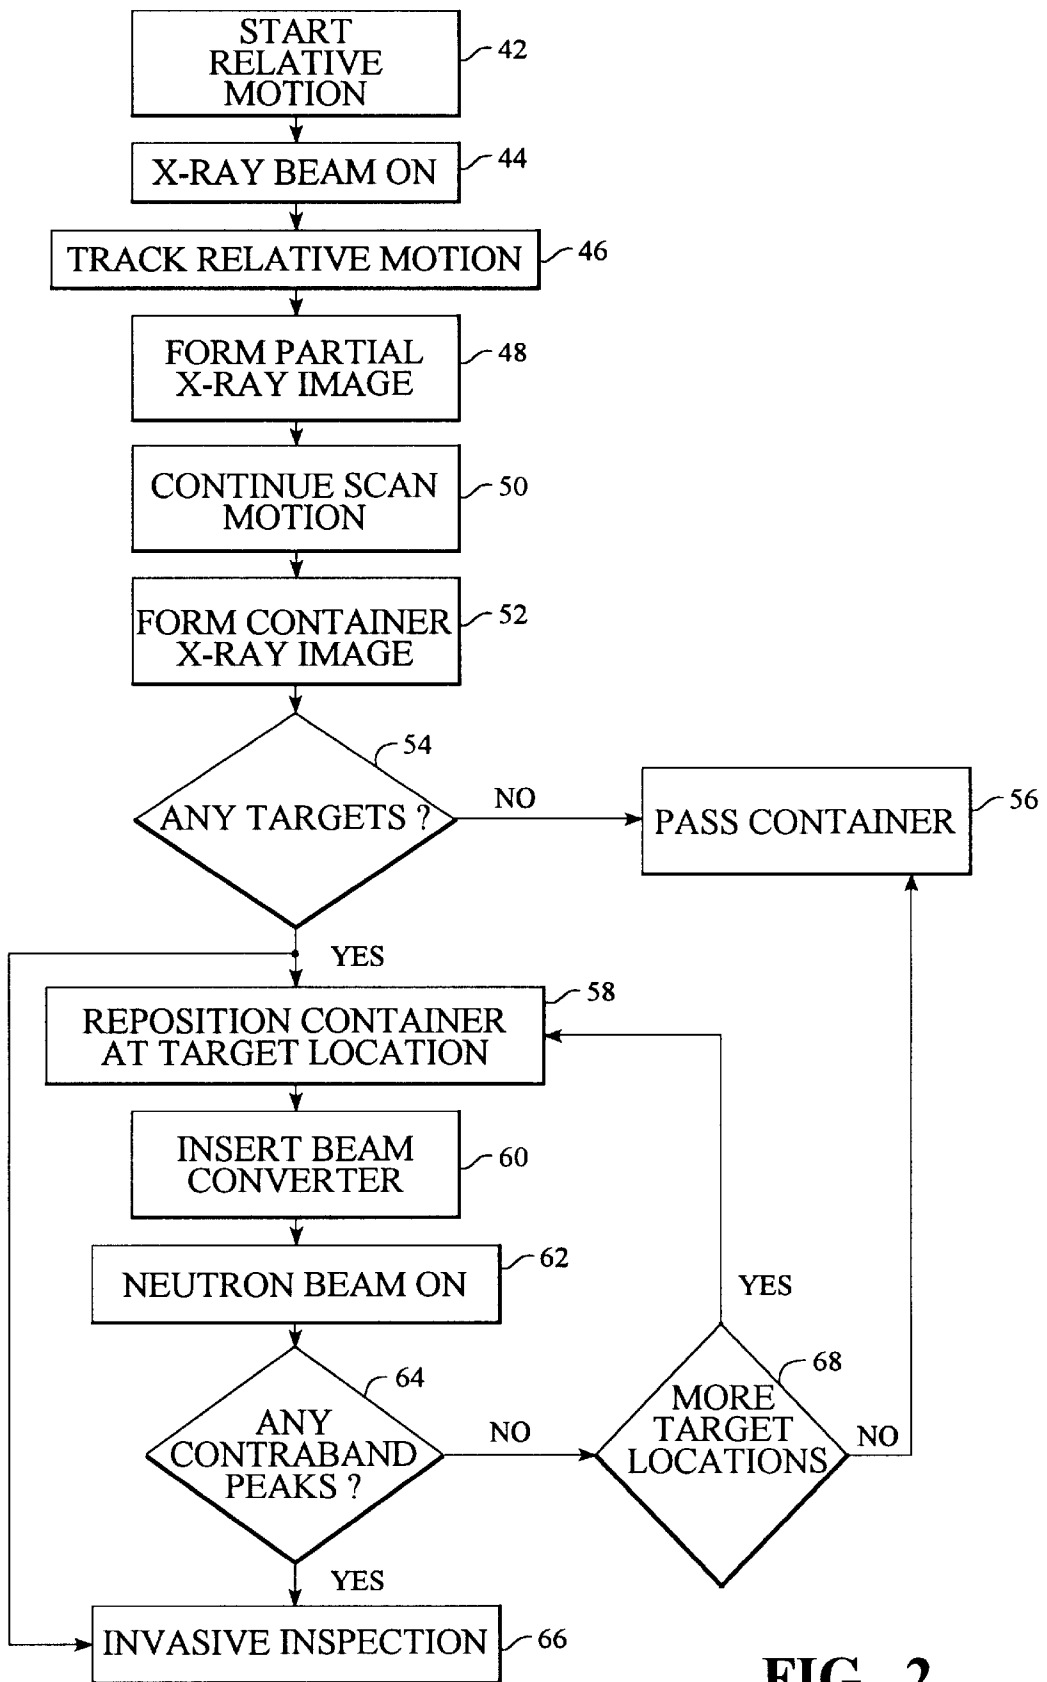 START
RELATIVE
MOTION
42
X-RAY BEAM ON
44
TRACK RELATIVE MOTION
46
FORM PARTIAL
X-RAY IMAGE
48
CONTINUE SCAN
MOTION
50
FORM CONTAINER
X-RAY IMAGE
52
54
ANY TARGETS ?
NO
PASS CONTAINER
56
YES
58
REPOSITION CONTAINER
AT TARGET LOCATION
INSERT BEAM
CONVERTER
60
NEUTRON BEAM ON
62
YES
64
ANY
CONTRABAND
PEAKS ?
NO
68
MORE
TARGET
LOCATIONS
NO
YES
INVASIVE INSPECTION
66
FIG. 2